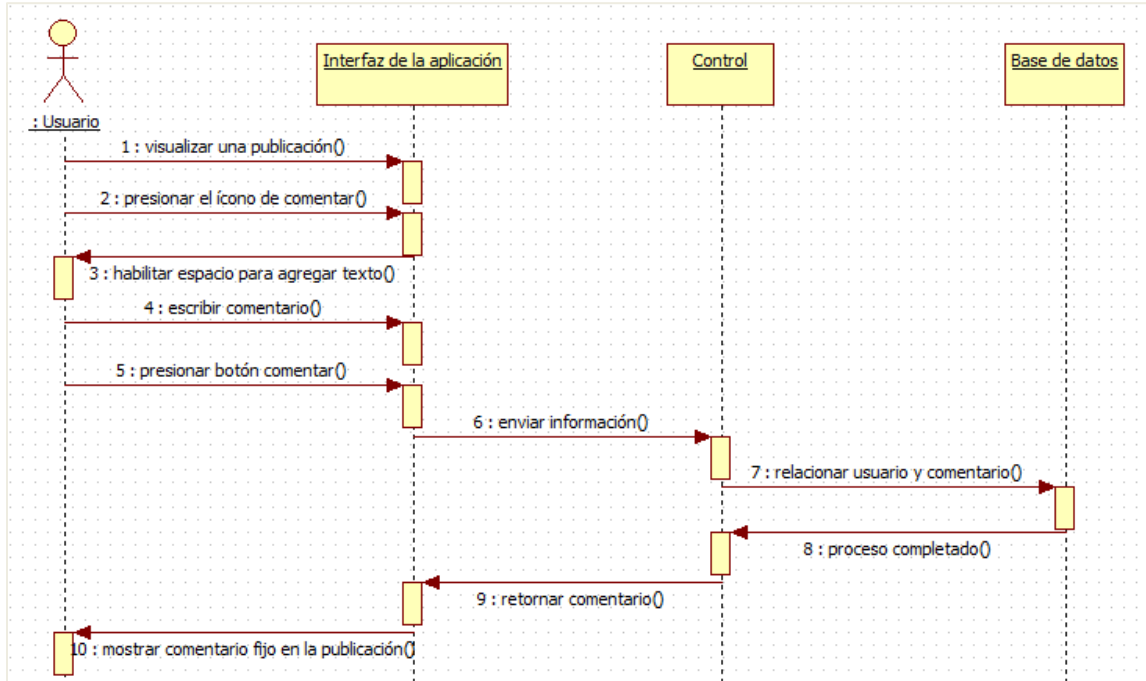 Interfaz de la aplicación
Control
Base de datos
: Usuario
1 : visualizar una publicación()
2 : presionar el ícono de comentar()
3 : habilitar espacio para agregar texto()
4 : escribir comentario()
5 : presionar botón comentar()
6 : enviar información()
7 : relacionar usuario y comentario()
8 : proceso completado()
9 : retornar comentario()
10 : mostrar comentario fijo en la publicación()